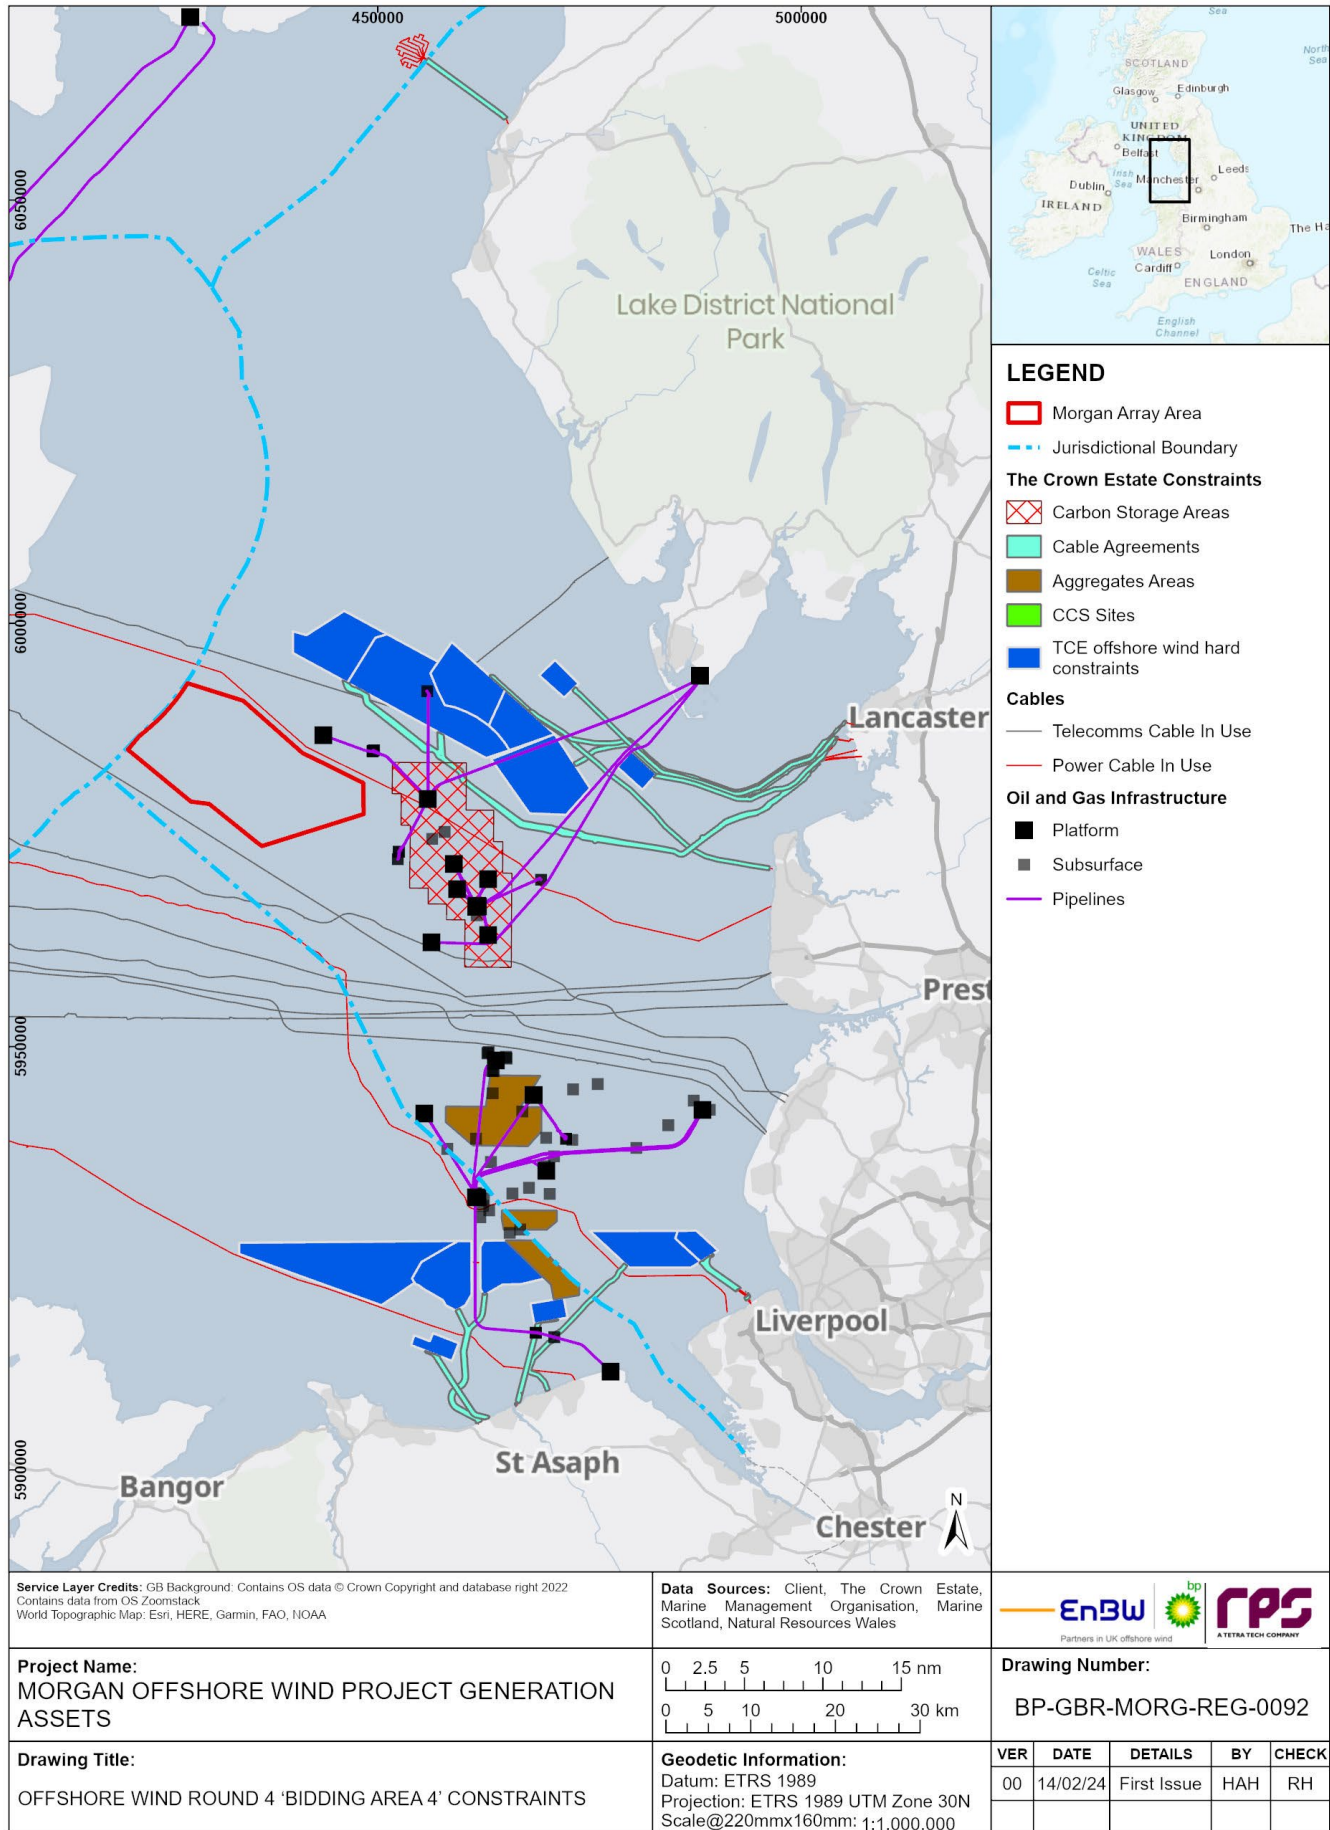 450000
500000
6050000
6000000
5950000
5900000
Lake District National
Park
Lancaster
Prest
Liverpool
St Asaph
Bangor
Chester
N
Sea
North
Sea
SCOTLAND
Glasgow
Edinburgh
UNITED
KINGDOM
Belfast
Irish
Sea
Manchester
Leeds
Dublin
IRELAND
Birmingham
The Ha
WALES
Cardiff
London
Celtic
Sea
ENGLAND
English
Channel
LEGEND
Morgan Array Area
Jurisdictional Boundary
The Crown Estate Constraints
Carbon Storage Areas
Cable Agreements
Aggregates Areas
CCS Sites
TCE offshore wind hard
constraints
Cables
Telecomms Cable In Use
Power Cable In Use
Oil and Gas Infrastructure
Platform
Subsurface
Pipelines
Service Layer Credits: GB Background: Contains OS data © Crown Copyright and database right 2022
Contains data from OS Zoomstack
World Topographic Map: Esri, HERE, Garmin, FAO, NOAA
Data Sources: Client, The Crown Estate,
Marine Management Organisation, Marine
Scotland, Natural Resources Wales
EnBW
Partners in UK offshore wind
bp
rps
A TETRA TECH COMPANY
Project Name:
MORGAN OFFSHORE WIND PROJECT GENERATION
ASSETS
0 2.5 5 10 15 nm
0 5 10 20 30 km
Drawing Number:
BP-GBR-MORG-REG-0092
Drawing Title:
OFFSHORE WIND ROUND 4 ‘BIDDING AREA 4’ CONSTRAINTS
Geodetic Information:
Datum: ETRS 1989
Projection: ETRS 1989 UTM Zone 30N
Scale@220mmx160mm: 1:1,000,000
VER DATE DETAILS BY CHECK
00 14/02/24 First Issue HAH RH